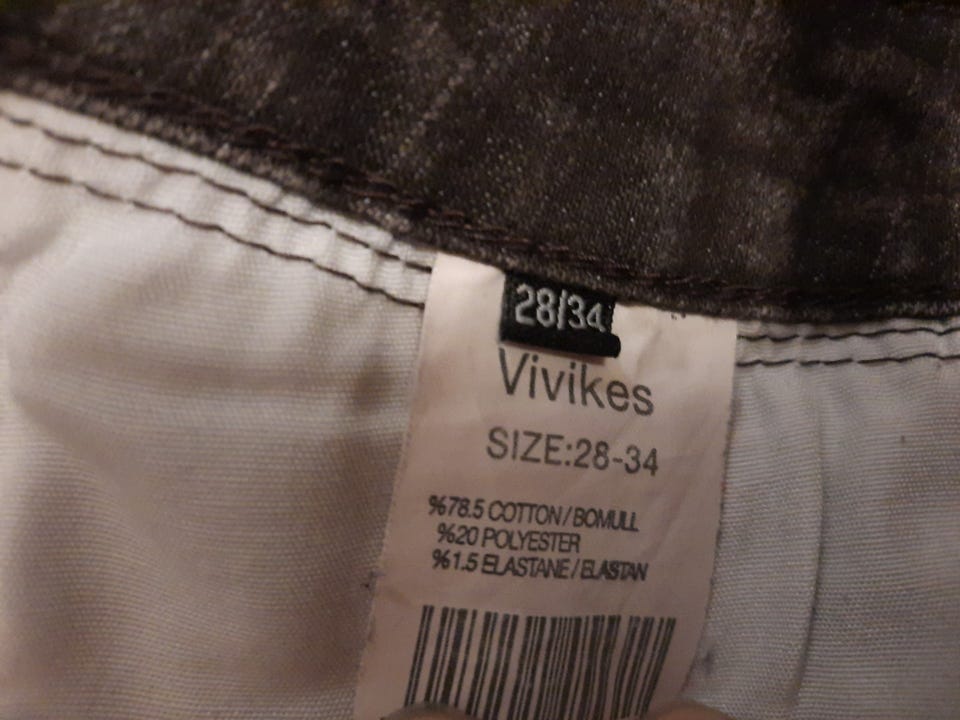 28/34
Vivikes
SIZE:28-34
%78.5 COTTON/BOMULL
%20 POLYESTER
%1.5 ELASTANE/ELASTAN